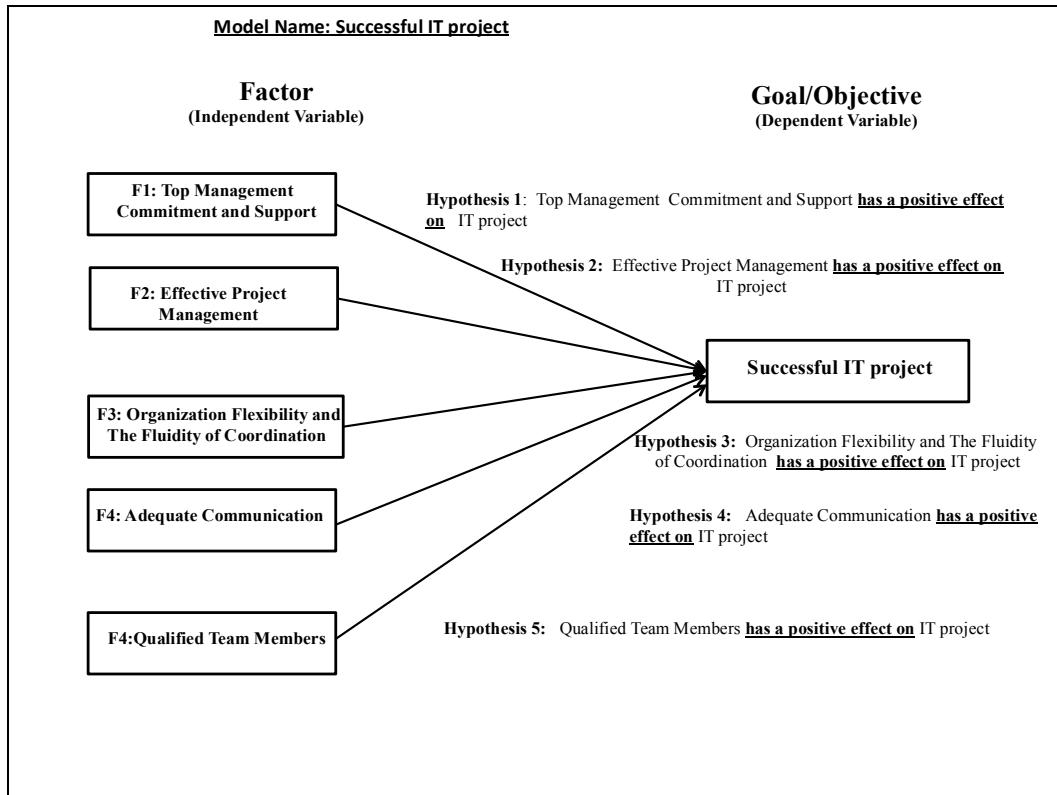 Model Name: Successful IT project
Factor
(Independent Variable)
Goal/Objective
(Dependent Variable)
F1: Top Management
Commitment and Support
Hypothesis 1:  Top Management  Commitment and Support has a positive effect
on   IT project
Hypothesis 2:  Effective Project Management has a positive effect on
IT project
F2: Effective Project
Management
Successful IT project
F3: Organization Flexibility and
The Fluidity of Coordination
Hypothesis 3:  Organization Flexibility and The Fluidity
of Coordination  has a positive effect on IT project
F4: Adequate Communication
Hypothesis 4:   Adequate Communication has a positive
effect on IT project
F4:Qualified Team Members
Hypothesis 5:   Qualified Team Members has a positive effect on IT project